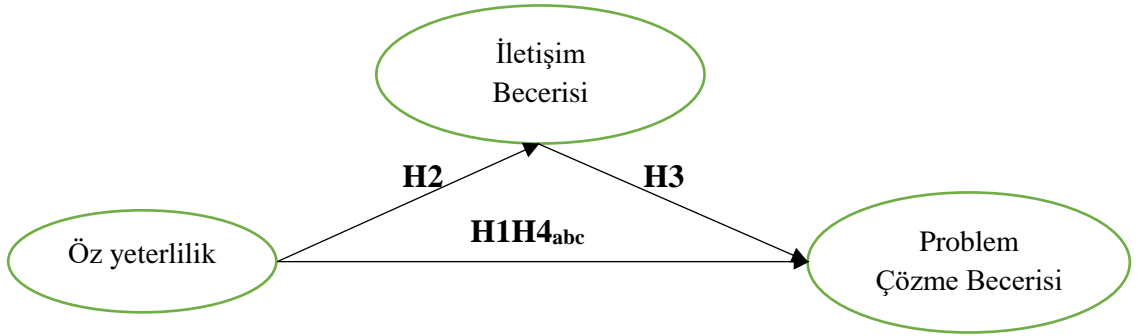 İletişim
Becerisi
H2
H3
H1H4abc
Öz yeterlilik
Problem
Çözme Becerisi